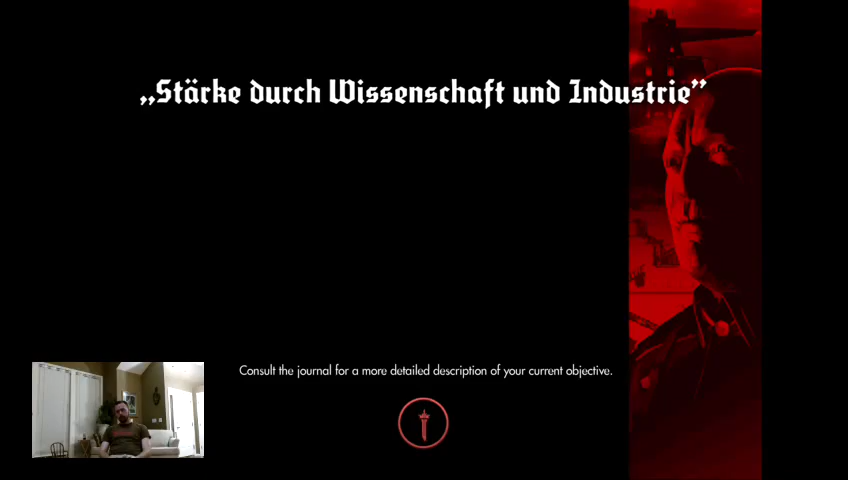 „Stärke durch Wissenschaft und Industrie”
Consult the journal for a more detailed description of your current objective.